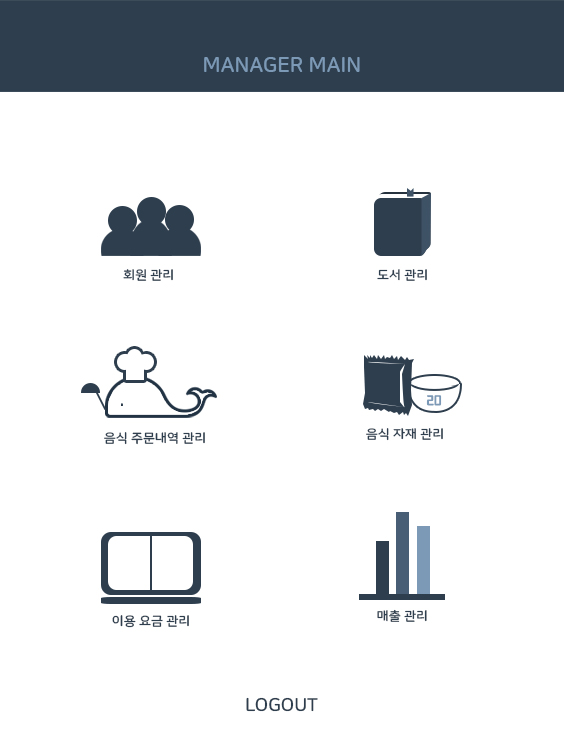 MANAGER MAIN
회원 관리
도서 관리
음식 주문내역 관리
20
음식 자재 관리
이용 요금 관리
매출 관리
LOGOUT